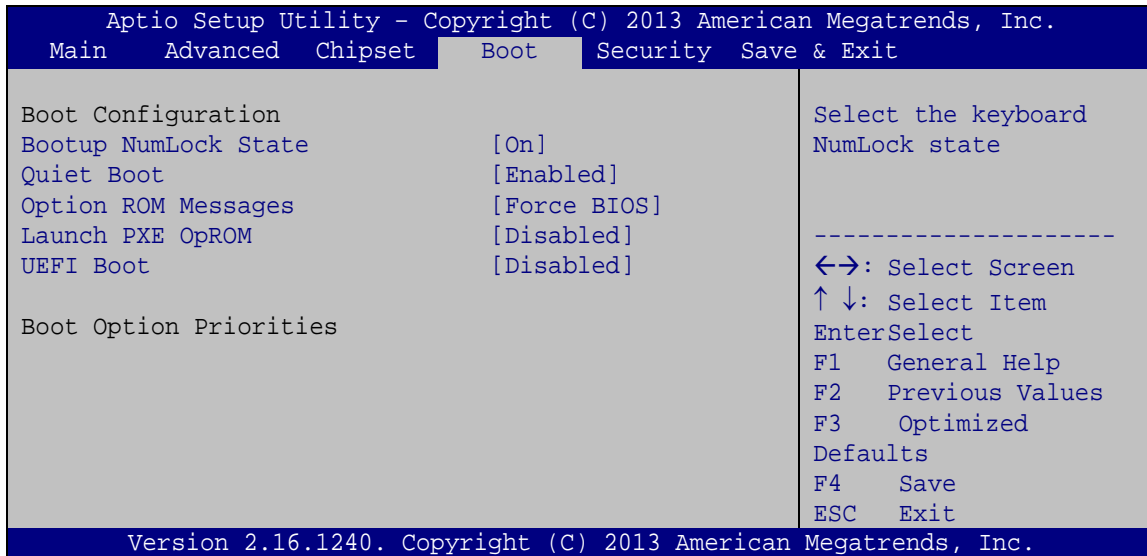 Aptio Setup Utility – Copyright (C) 2013 American Megatrends, Inc.
Main Advanced Chipset Boot Security Save & Exit
Boot Configuration
Bootup NumLock State [On]
Quiet Boot [Enabled]
Option ROM Messages [Force BIOS]
Launch PXE OpROM [Disabled]
UEFI Boot [Disabled]
Boot Option Priorities
Select the keyboard
NumLock state
---------------------
←→: Select Screen
↑ ↓: Select Item
EnterSelect
F1 General Help
F2 Previous Values
F3 Optimized
Defaults
F4 Save
ESC Exit
Version 2.16.1240. Copyright (C) 2013 American Megatrends, Inc.